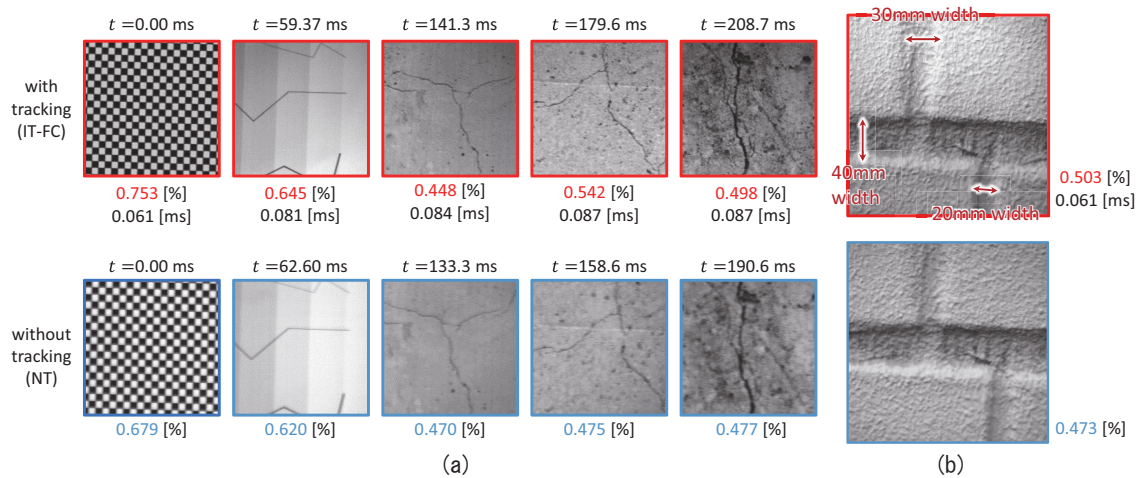 t =0.00 ms t =59.37 ms t =141.3 ms t =179.6 ms t =208.7 ms
30mm width
with
tracking
(IT-FC)
40mm
width
20mm width
0.753 [%] 0.645 [%] 0.448 [%] 0.542 [%] 0.498 [%]
0.061 [ms] 0.081 [ms] 0.084 [ms] 0.087 [ms] 0.087 [ms]
0.503 [%]
0.061 [ms]
t =0.00 ms t =62.60 ms t =133.3 ms t =158.6 ms t =190.6 ms
without
tracking
(NT)
0.679 [%] 0.620 [%] 0.470 [%] 0.475 [%] 0.477 [%]
0.473 [%]
(a) (b)